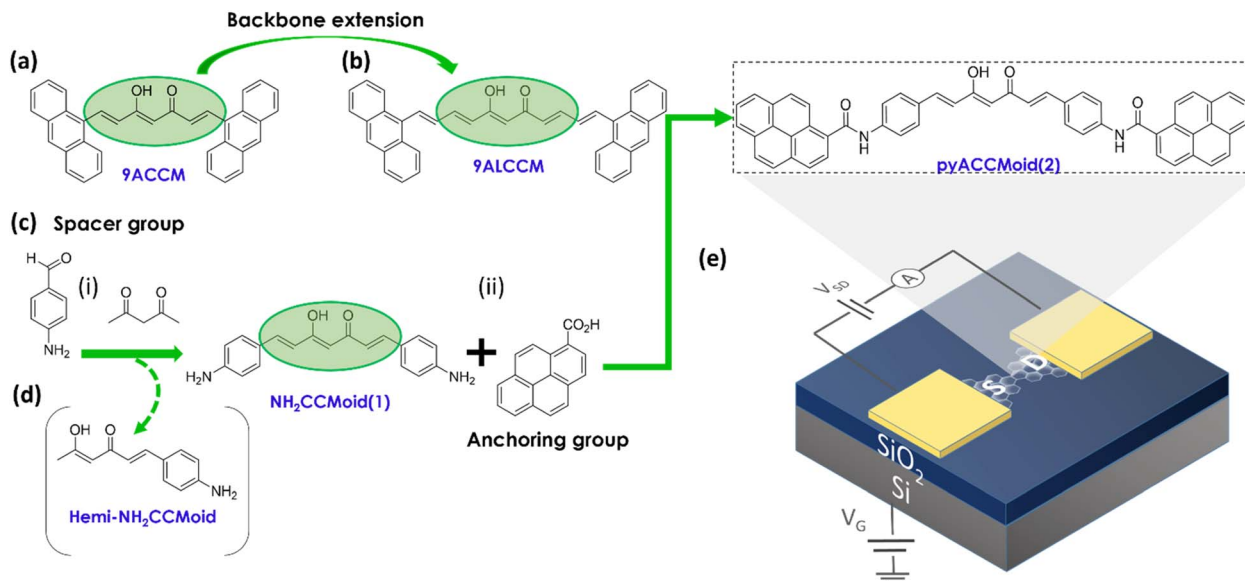 Backbone extension
(a)
OH
O
9ACCM
(b)
OH
O
9ALCCM
OH
O
O
N
H
O
N
H
pyACCMoid(2)
(c) Spacer group
H
O
NH2
(i)
O
O
OH
O
H2N
NH2
NH2CCMoid(1)
+
(ii)
CO2H
Anchoring group
(d)
OH
O
NH2
Hemi-NH2CCMoid
(e)
VSD
A
S
D
SiO2
Si
VG